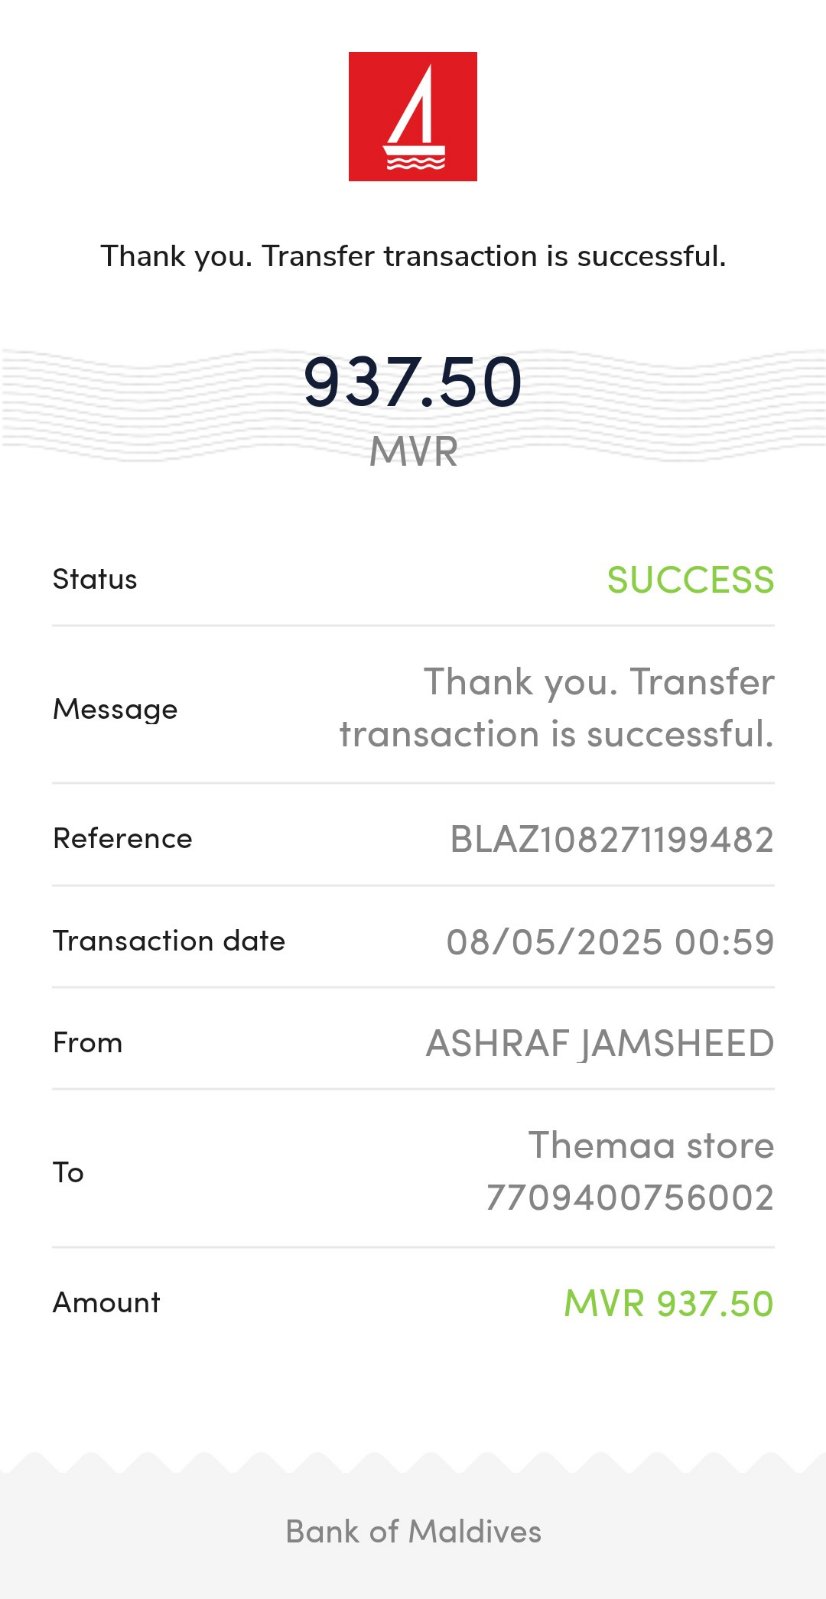 Thank you. Transfer transaction is successful.
937.50
MVR
Status
SUCCESS
Message
Thank you. Transfer
transaction is successful.
Reference
BLAZ108271199482
Transaction date
08/05/2025 00:59
From
ASHRAF JAMSHEED
To
Themaa store
7709400756002
Amount
MVR 937.50
Bank of Maldives